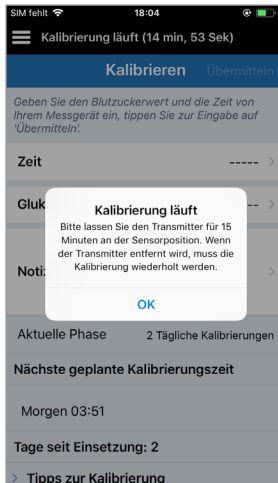 SIM fehlt 18:04
Kalibrierung läuft (14 min, 53 Sek)
Kalibrieren Übermitteln
Geben Sie den Blutzuckerwert und die Zeit von
Ihrem Messgerät ein, tippen Sie zur Eingabe auf
'Übermitteln'.
Zeit ----- >
Gluk -- >
Kalibrierung läuft
Bitte lassen Sie den Transmitter für 15
Minuten an der Sensorposition. Wenn
der Transmitter entfernt wird, muss die
Kalibrierung wiederholt werden.
Noti >
OK
Aktuelle Phase 2 Tägliche Kalibrierungen
Nächste geplante Kalibrierungszeit
Morgen 03:51
Tage seit Einsetzung: 2
> Tipps zur Kalibrierung